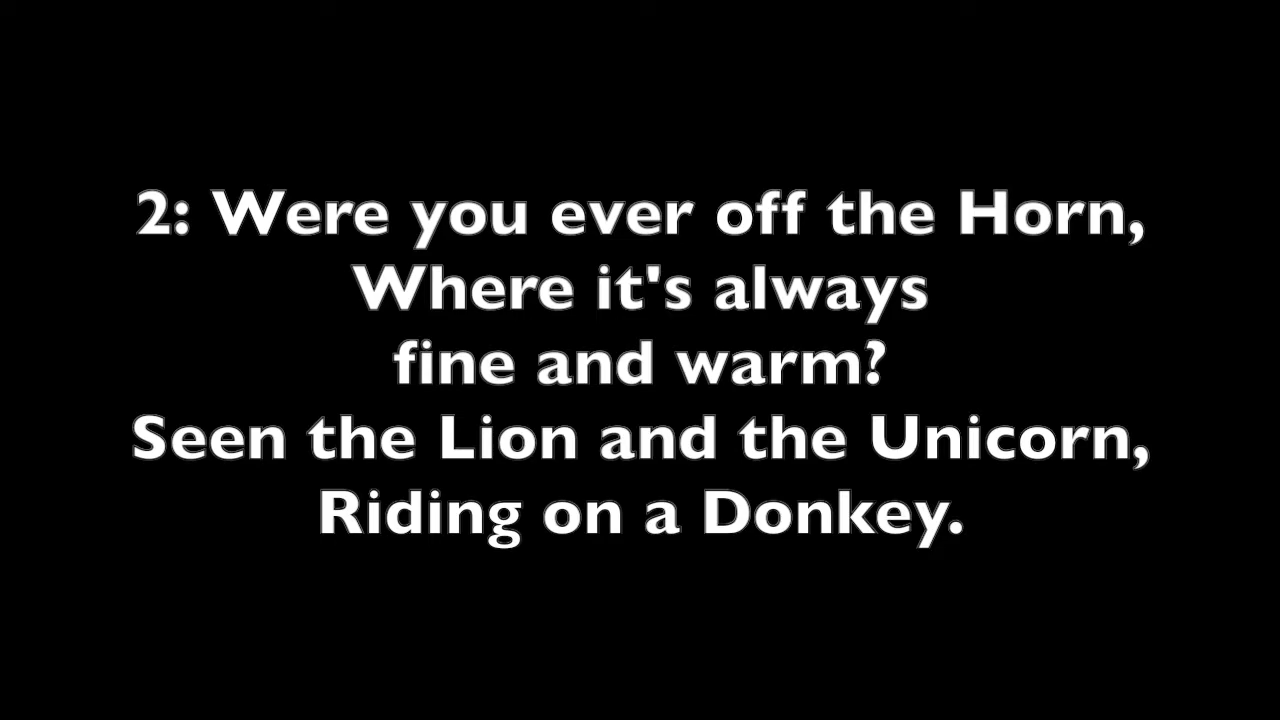 2: Were you ever off the Horn,
Where it's always
fine and warm?
Seen the Lion and the Unicorn,
Riding on a Donkey.